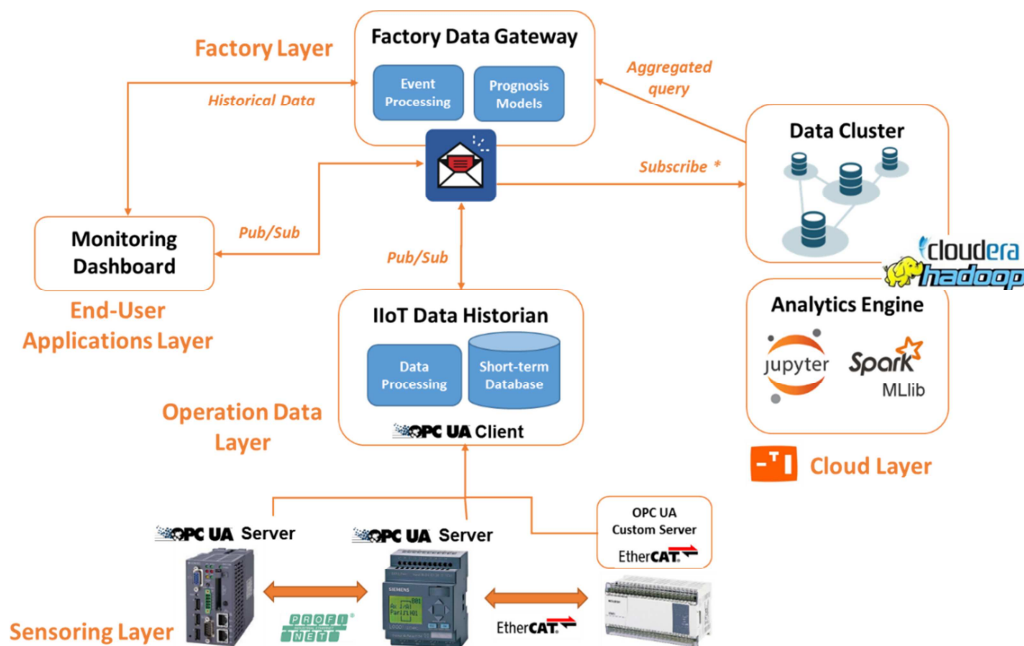 Factory Layer
Factory Data Gateway
Event
Processing
Prognosis
Models
Historical Data
Aggregated
query
Data Cluster
Subscribe *
Pub/Sub
Monitoring
Dashboard
Pub/Sub
cloudera
hadoop
End-User
Applications Layer
IIoT Data Historian
Data
Processing
Short-term
Database
Analytics Engine
jupyter
Spark
MLlib
Operation Data
Layer
OPC UA Client
Cloud Layer
OPC UA Server
OPC UA Server
OPC UA
Custom Server
EtherCAT®
SIEMENS
PROFI
NET®
EtherCAT®
Sensoring Layer